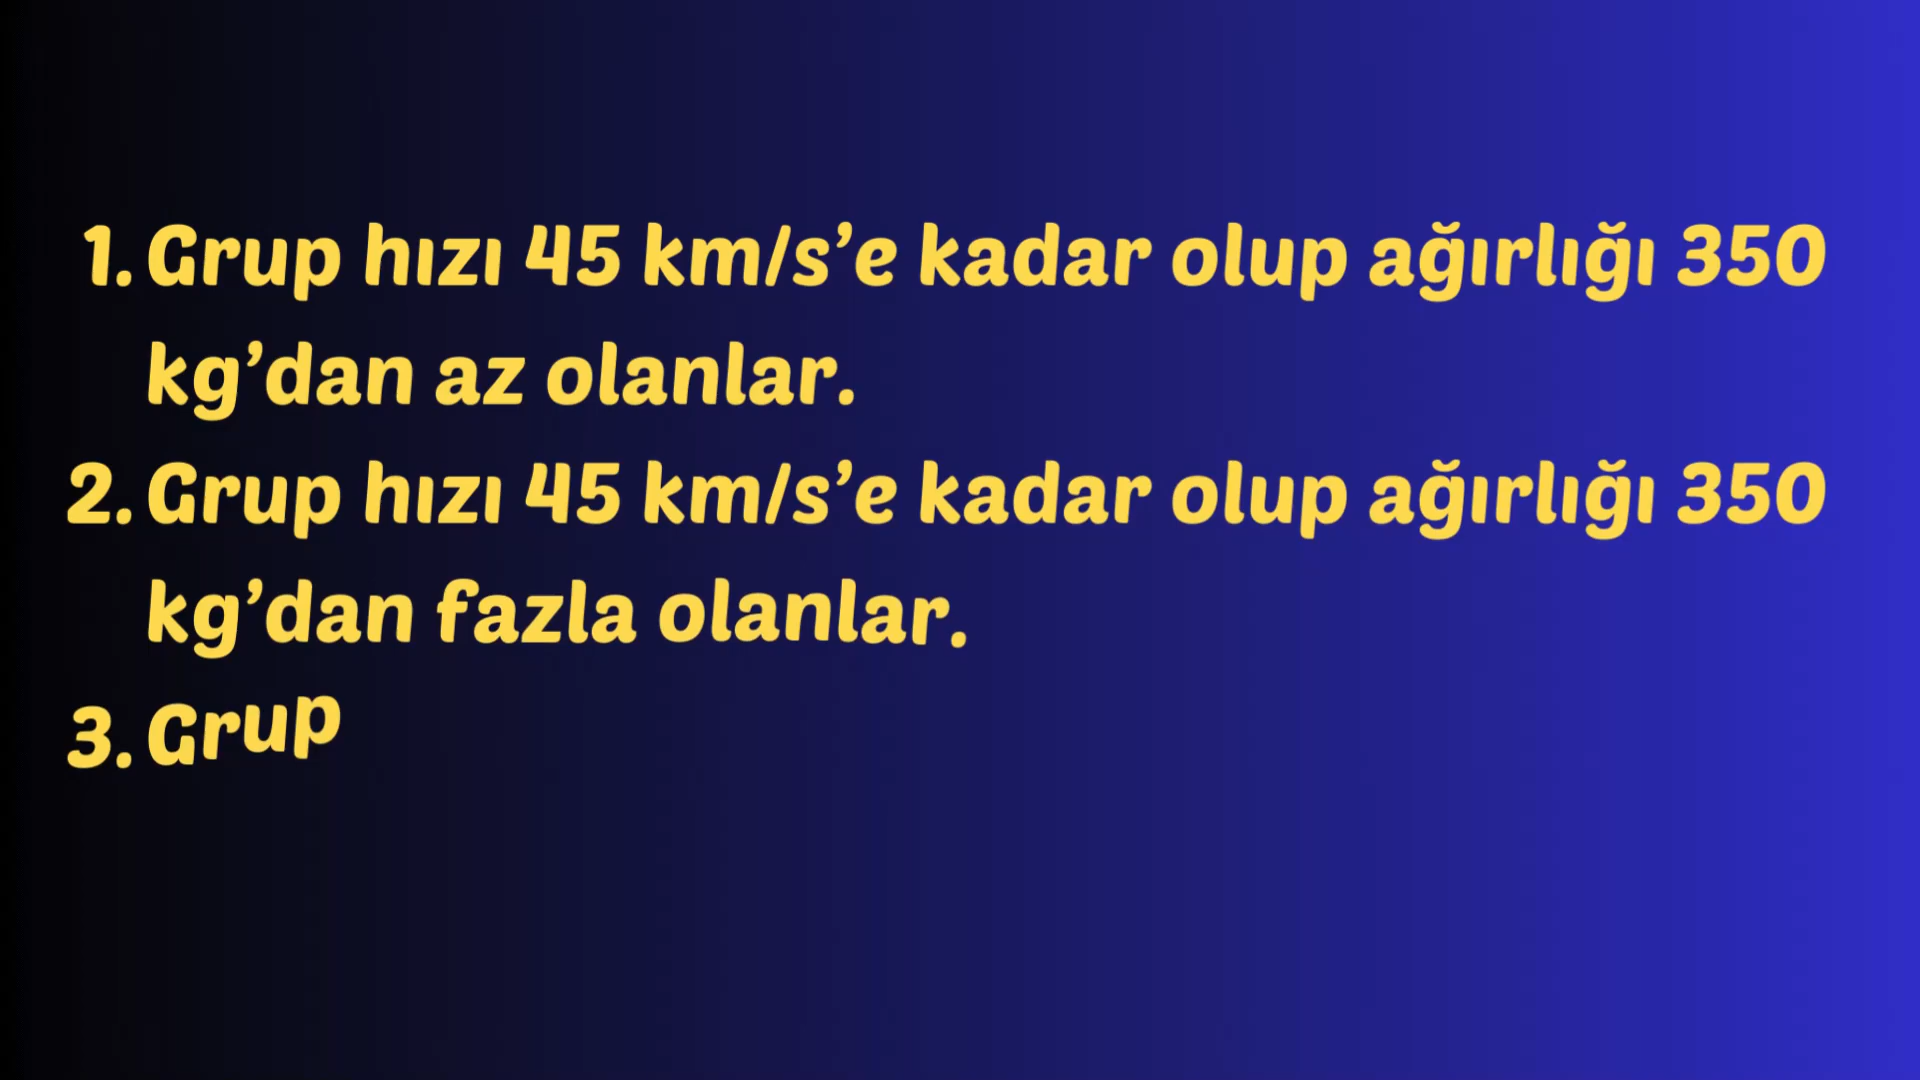 1. Grup hızı 45 km/s’e kadar olup ağırlığı 350
kg’dan az olanlar.
2. Grup hızı 45 km/s’e kadar olup ağırlığı 350
kg’dan fazla olanlar.
3. Grup